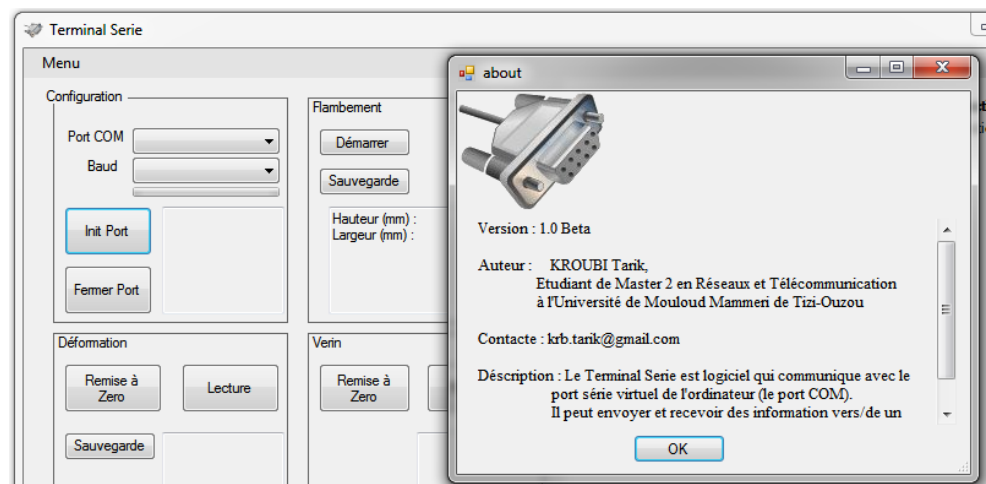 Terminal Serie
Menu
Configuration
Port COM
Baud
Init Port
Fermer Port
Flambement
Démarrer
Sauvegarde
Hauteur (mm) :
Largeur (mm) :
Déformation
Remise à
Zero
Lecture
Sauvegarde
Verin
Remise à
Zero
about
Version : 1.0 Beta
Auteur : KROUBI Tarik,
Etudiant de Master 2 en Réseaux et Télécommunication
à l'Université de Mouloud Mammeri de Tizi-Ouzou
Contacte : krb.tarik@gmail.com
Déscription : Le Terminal Serie est logiciel qui communique avec le
port série virtuel de l'ordinateur (le port COM).
Il peut envoyer et recevoir des information vers/de un
OK